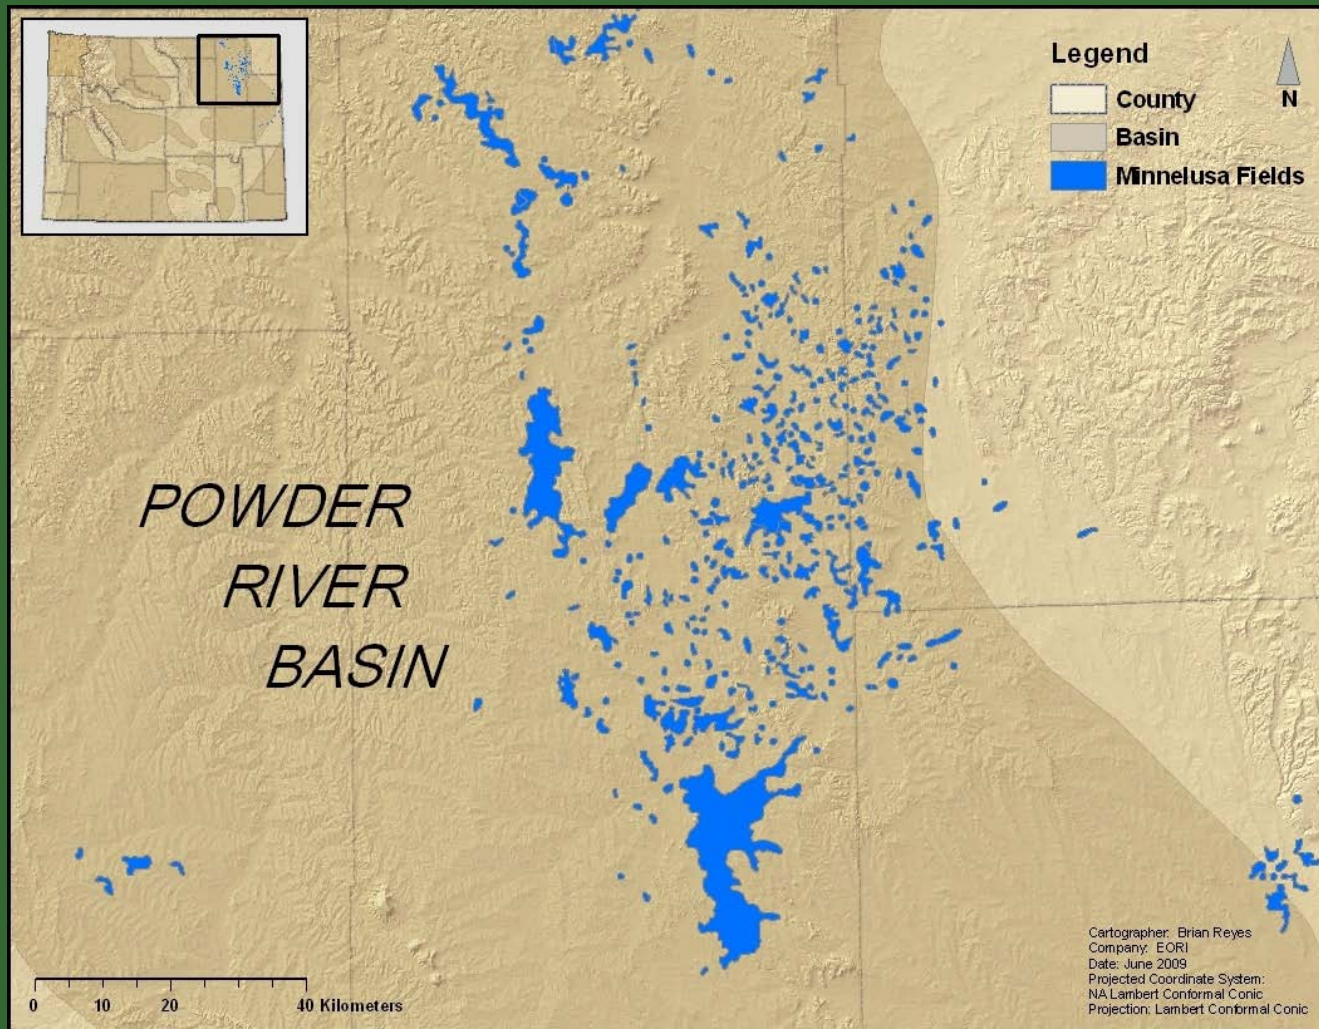 Legend
County
Basin
Minnelusa Fields
N
POWDER
RIVER
BASIN
0 10 20 40 Kilometers
Cartographer: Brian Reyes
Company: EORI
Date: June 2009
Projected Coordinate System:
NA Lambert Conformal Conic
Projection: Lambert Conformal Conic